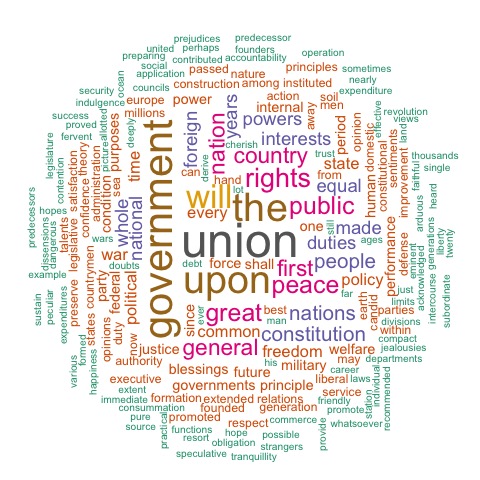 prejudices predecessor
united perhaps founders
preparing contributed accountability operation
social passed nature principles sometimes
application construction among instituted nearly
ocean councils action soil expenditure
security europe power internal men
indulgence millions foreign years powers away
success purposes nation interests period opinion
proved deeply cherish trust state domestic
fervent time derive country from human
picture allotted can rights equal constitutional
legislature confidence theory hand lot public sentiments
contention administration will the improvement
satisfaction condition every one made
hopes talents sea whole union still duties ages
dangerous preserve legislative national people
dissensions countrymen war debt force shall far policy
predecessors wars doubts upon first peace
example party political government
federal since great best nations earth candid
sustain states duty ever man parties
peculiar opinions now common constitution within
expenditures justice general freedom welfare
various formed authority blessings his may
happiness executive governments future military
extent principle career liberal laws
immediate formation extended relations friendly service
consummation founded generation promote
pure promoted respect commerce whatsoever
source practical functions hope possible provide
resort obligation strangers
speculative tranquillity
effective revolution
land views
performance thousands
defense faithful single
arduous heard
eminent generations liberty
acknowledged twenty
intercourse subordinate
just limits divisions
compact jealousies
departments
individual station recommended